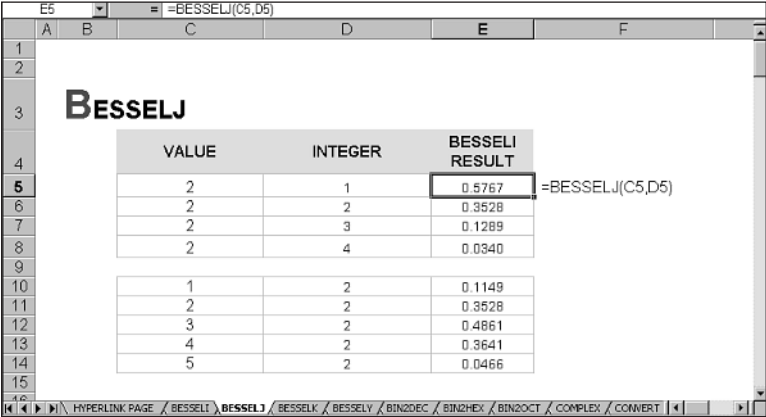 E5 = =BESSELJ(C5,D5)
A B C D E F
1
2
3 BESSELJ
4 VALUE INTEGER BESSELI RESULT
5 2 1 0.5767 =BESSELJ(C5,D5)
6 2 2 0.3528
7 2 3 0.1289
8 2 4 0.0340
9
10 1 2 0.1149
11 2 2 0.3528
12 3 2 0.4861
13 4 2 0.3641
14 5 2 0.0466
15
HYPERLINK PAGE / BESSELI \ BESSELJ / BESSELK / BESSELY / BIN2DEC / BIN2HEX / BIN2OCT / COMPLEX / CONVERT /